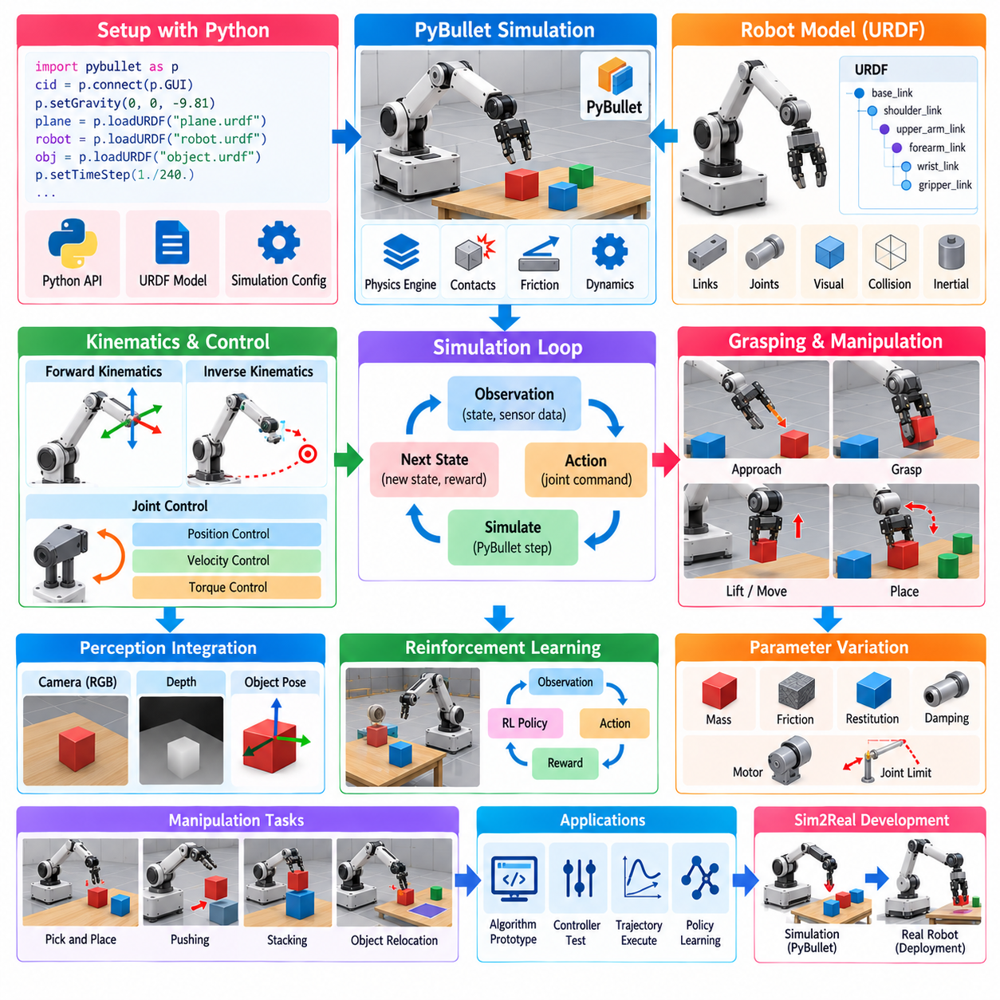 Setup with Python
import pybullet as p
cid = p.connect(p.GUI)
p.setGravity(0, 0, -9.81)
plane = p.loadURDF("plane.urdf")
robot = p.loadURDF("robot.urdf")
obj = p.loadURDF("object.urdf")
p.setTimeStep(1./240.)
...
Python API
URDF Model
Simulation Config
PyBullet Simulation
PyBullet
Physics Engine
Contacts
Friction
Dynamics
Robot Model (URDF)
URDF
base_link
shoulder_link
upper_arm_link
forearm_link
wrist_link
gripper_link
Links
Joints
Visual
Collision
Inertial
Kinematics & Control
Forward Kinematics
Inverse Kinematics
Joint Control
Position Control
Velocity Control
Torque Control
Simulation Loop
Observation
(state, sensor data)
Action
(joint command)
Simulate
(PyBullet step)
Next State
(new state, reward)
Grasping & Manipulation
Approach
Grasp
Lift / Move
Place
Perception Integration
Camera (RGB)
Depth
Object Pose
Reinforcement Learning
Observation
RL Policy
Action
Reward
Parameter Variation
Mass
Friction
Restitution
Damping
Motor
Joint Limit
Manipulation Tasks
Pick and Place
Pushing
Stacking
Object Relocation
Applications
</>
Algorithm
Prototype
Controller
Test
Trajectory
Execute
Policy
Learning
Sim2Real Development
Simulation
(PyBullet)
Real Robot
(Deployment)